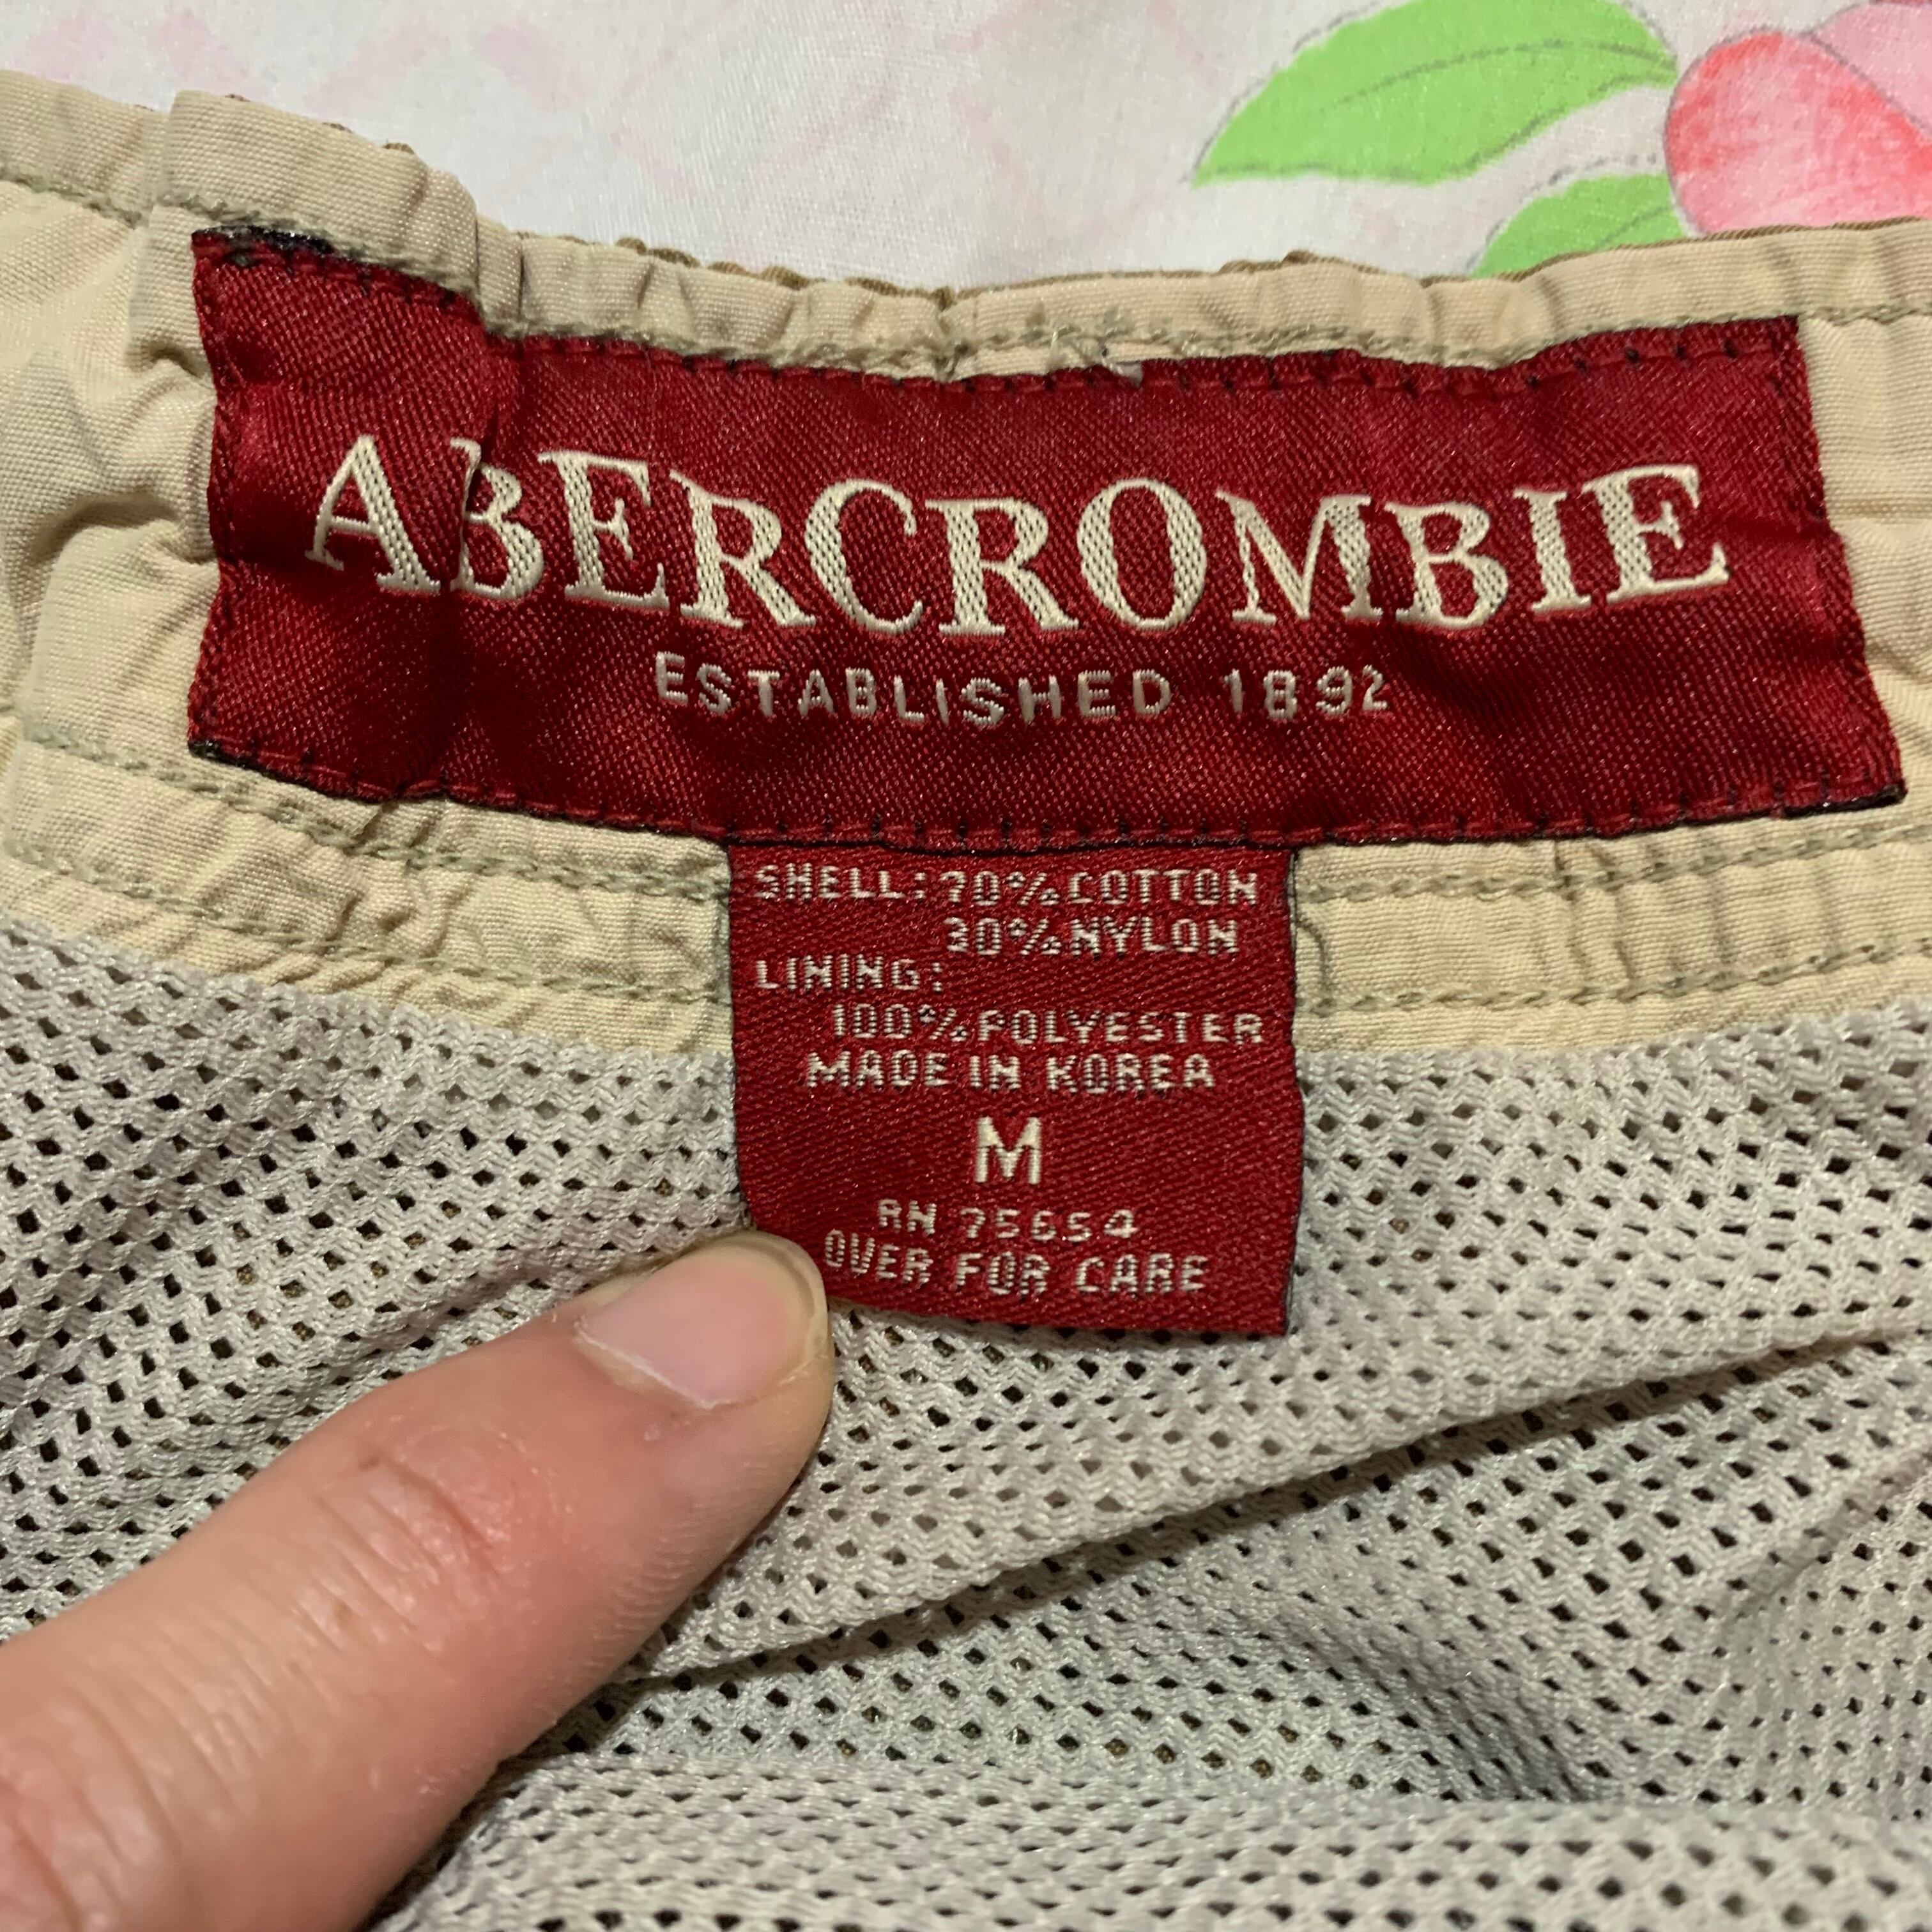 ABERCROMBIE
ESTABLISHED 1892
SHELL: 70% COTTON
30% NYLON
LINING:
100% POLYESTER
MADE IN KOREA
M
RN 75654
OVER FOR CARE